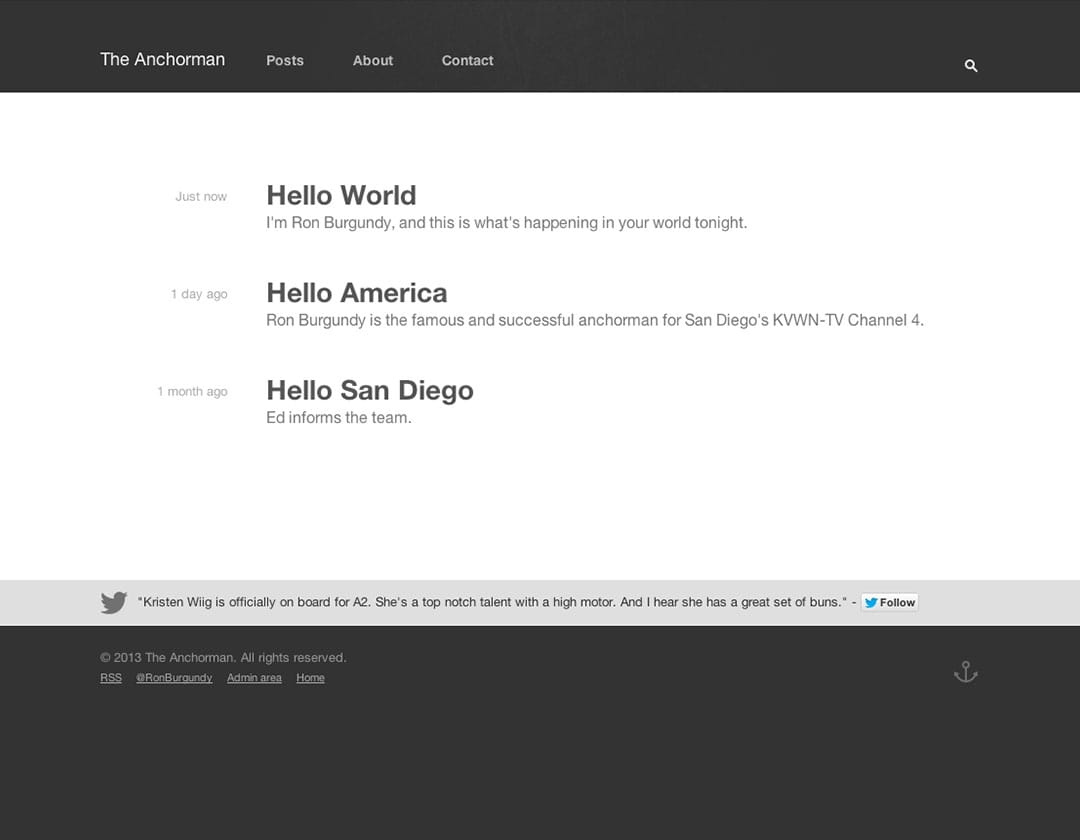 The Anchorman Posts About Contact
Just now
Hello World
I'm Ron Burgundy, and this is what's happening in your world tonight.
1 day ago
Hello America
Ron Burgundy is the famous and successful anchorman for San Diego's KVWN-TV Channel 4.
1 month ago
Hello San Diego
Ed informs the team.
"Kristen Wiig is officially on board for A2. She's a top notch talent with a high motor. And I hear she has a great set of buns." - Follow
© 2013 The Anchorman. All rights reserved.
RSS @RonBurgundy Admin area Home